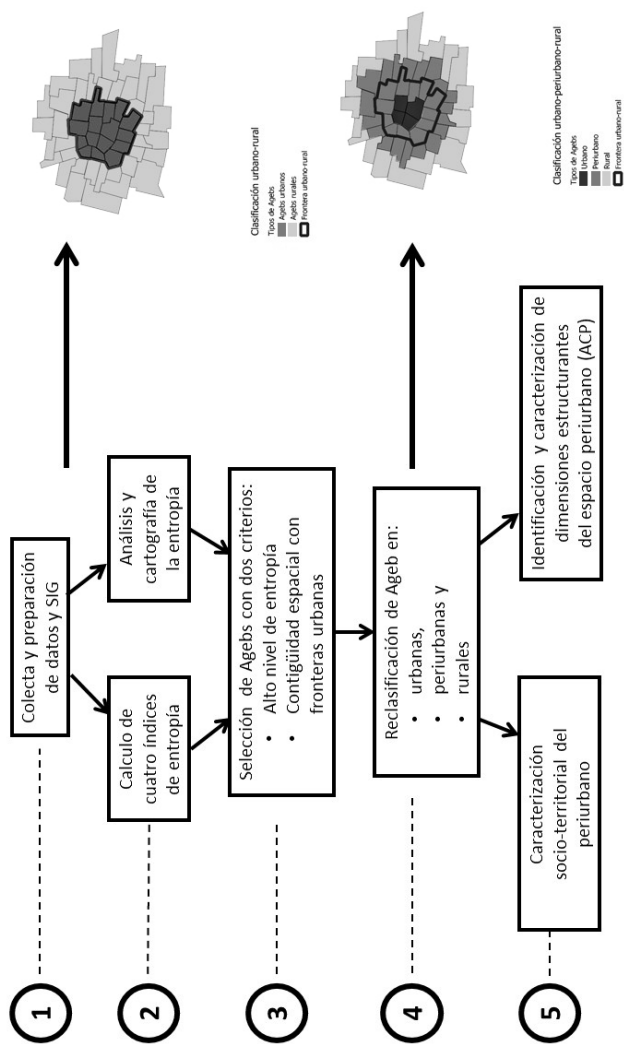 1
Colecta y preparación
de datos y SIG
Clasificación urbano-rural
Tipos de Agebs
Agebs urbanos
Agebs rurales
Frontera urbano-rural
2
Calculo de
cuatro índices
de entropía
Análisis y
cartografía de
la entropía
3
Selección de Agebs con dos criterios:
• Alto nivel de entropía
• Contigüidad espacial con
fronteras urbanas
4
Reclasificación de Ageb en:
• urbanas,
• periurbanas y
• rurales
Clasificación urbano-periurbano-rural
Tipos de Agebs
Urbano
Periurbano
Rural
Frontera urbano-rural
5
Caracterización
socio-territorial del
periurbano
Identificación y caracterización de
dimensiones estructurantes
del espacio periurbano (ACP)